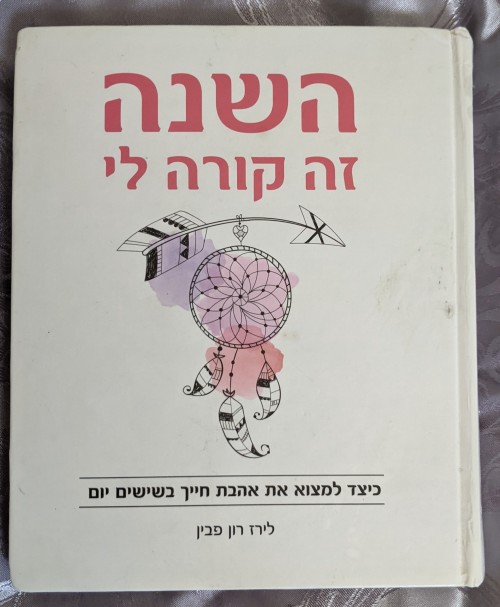 השנה
זה קורה לי
כיצד למצוא את אהבת חייך בשישים יום
לירז רון פבין